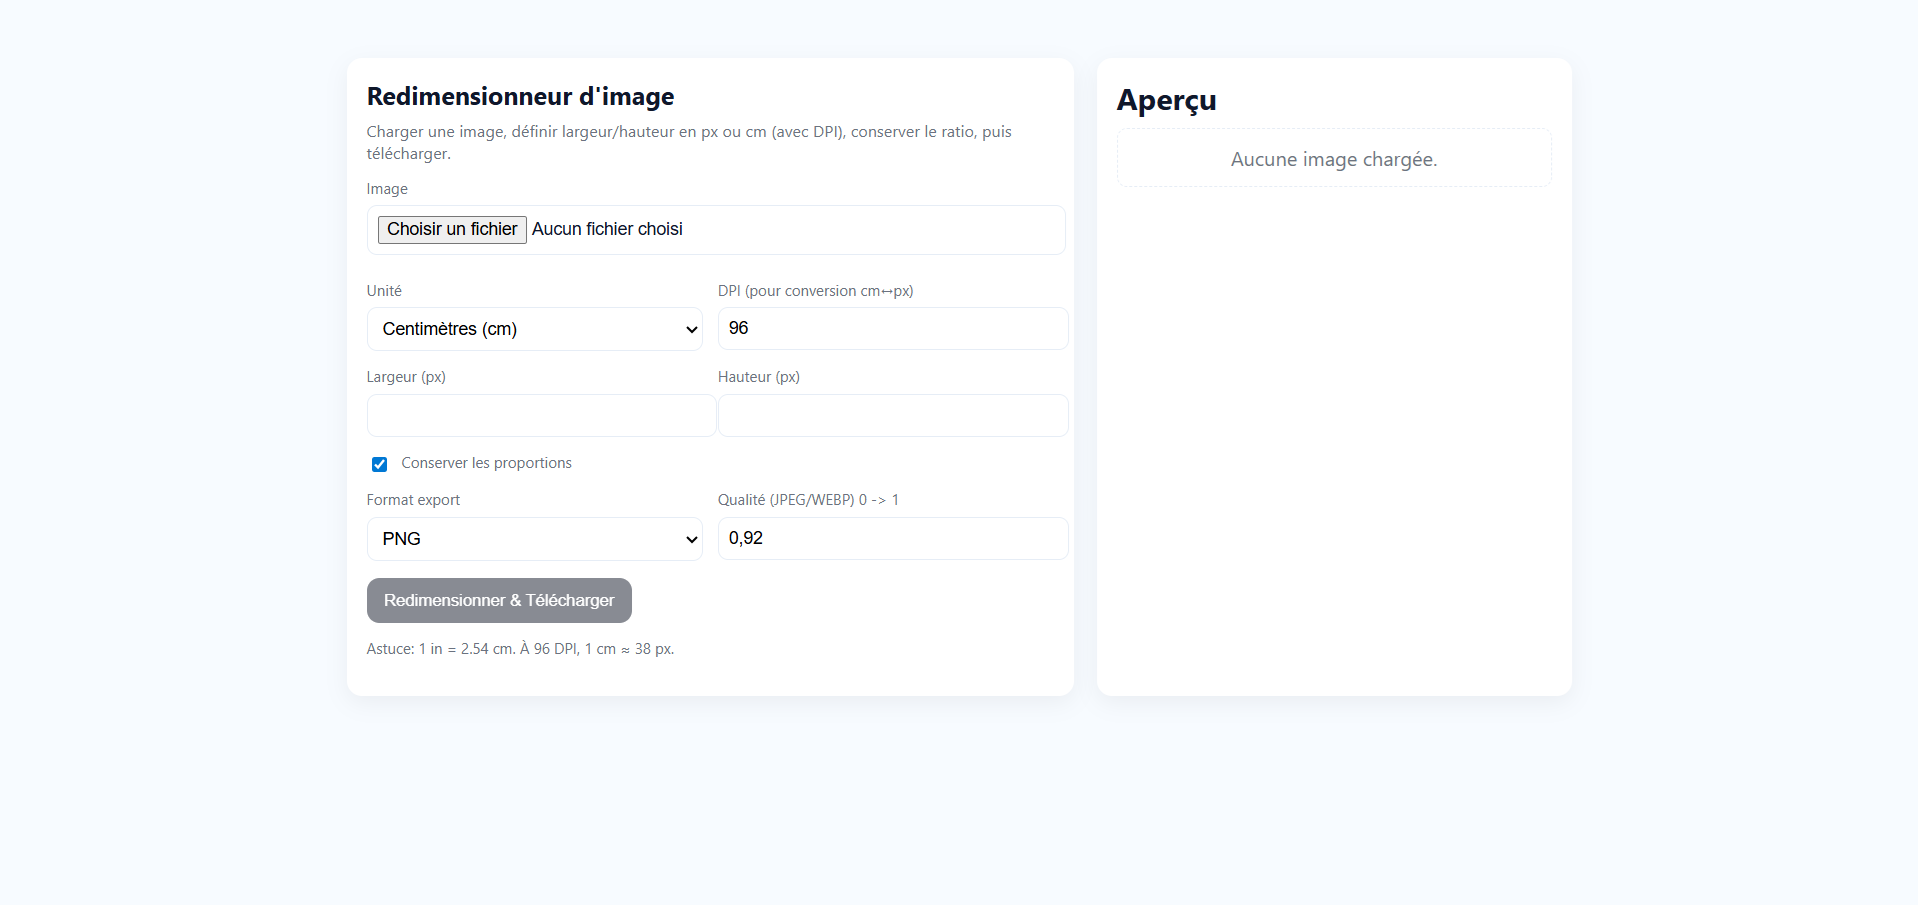 Redimensionneur d'image
Charger une image, définir largeur/hauteur en px ou cm (avec DPI), conserver le ratio, puis
télécharger.
Image
Choisir un fichier Aucun fichier choisi
Unité
DPI (pour conversion cm↔px)
Centimètres (cm)
96
Largeur (px)
Hauteur (px)
Conserver les proportions
Format export
Qualité (JPEG/WEBP) 0 -> 1
PNG
0,92
Redimensionner & Télécharger
Astuce: 1 in = 2.54 cm. À 96 DPI, 1 cm ≈ 38 px.
Aperçu
Aucune image chargée.